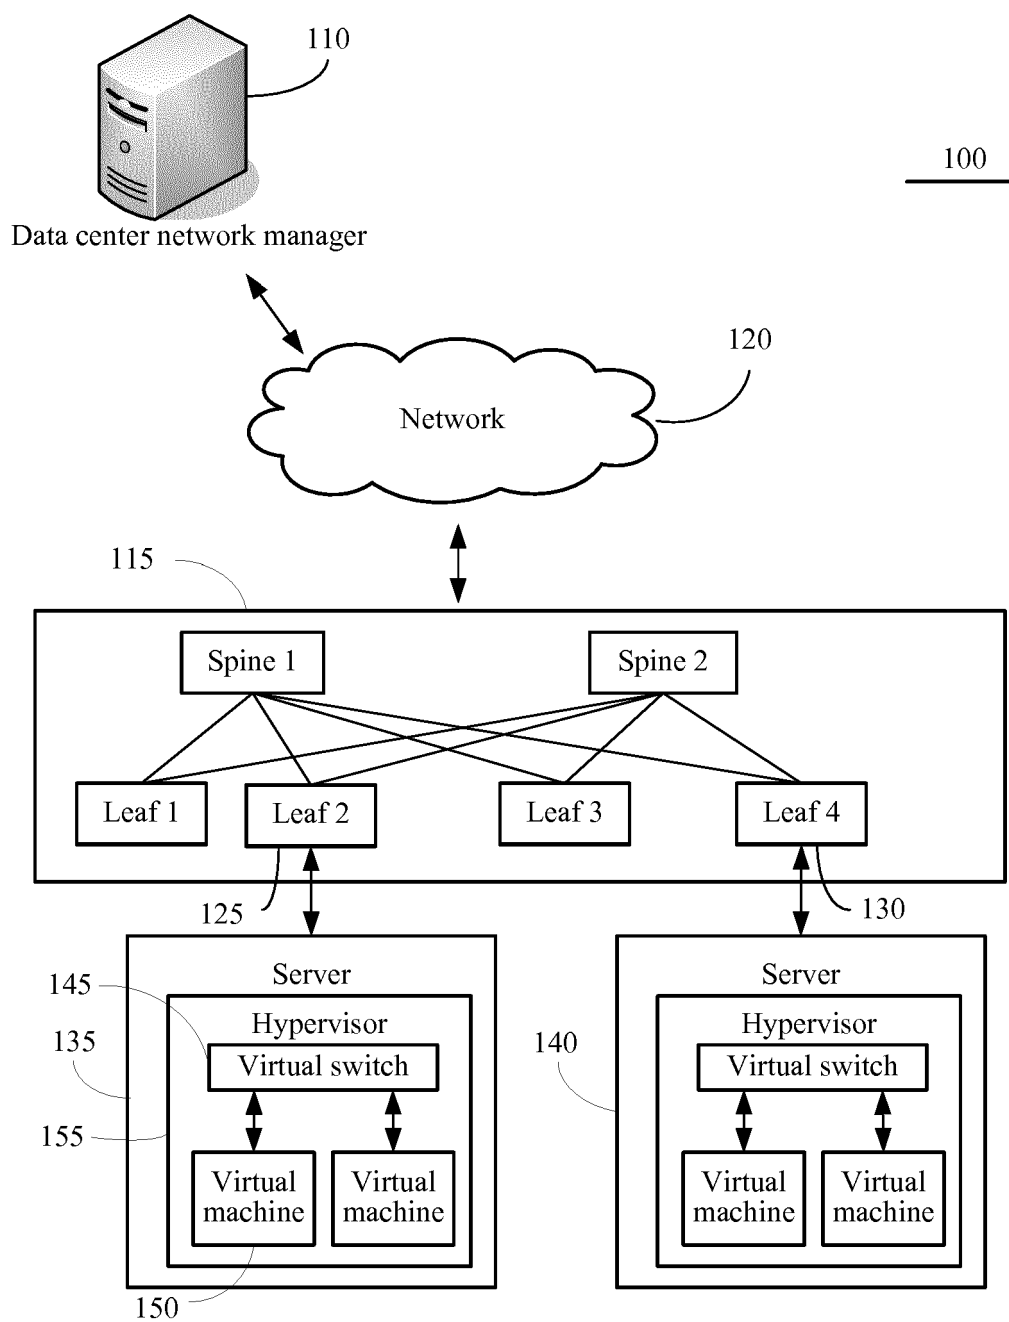 110
100
Data center network manager
120
Network
115
Spine 1
Spine 2
Leaf 1
Leaf 2
Leaf 3
Leaf 4
125
130
Server
Server
145
Hypervisor
Hypervisor
135
140
Virtual switch
Virtual switch
155
Virtual
machine
Virtual
machine
Virtual
machine
Virtual
machine
150